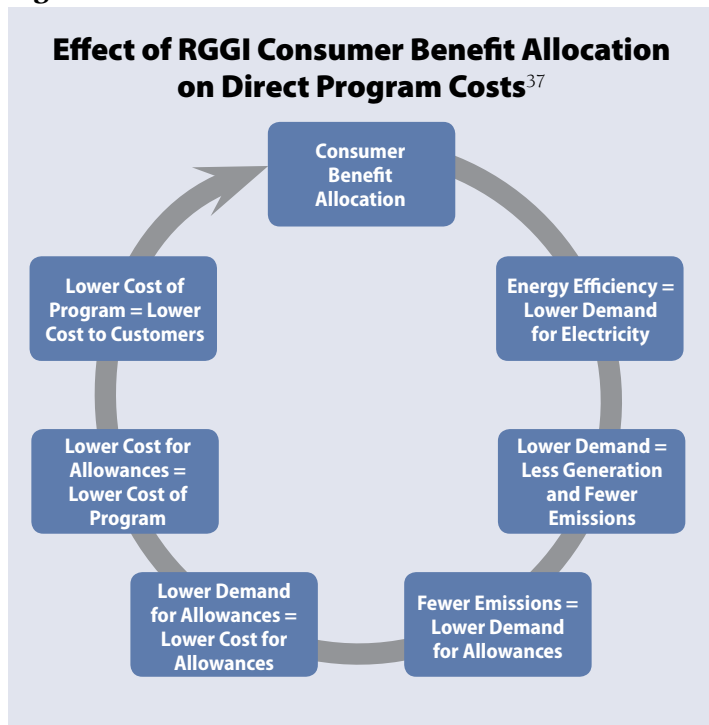 Effect of RGGI Consumer Benefit Allocation
on Direct Program Costs37
Consumer
Benefit
Allocation
Energy Efficiency =
Lower Demand
for Electricity
Lower Demand =
Less Generation
and Fewer
Emissions
Fewer Emissions =
Lower Demand
for Allowances
Lower Demand
for Allowances =
Lower Cost for
Allowances
Lower Cost for
Allowances =
Lower Cost of
Program
Lower Cost of
Program = Lower
Cost to Customers